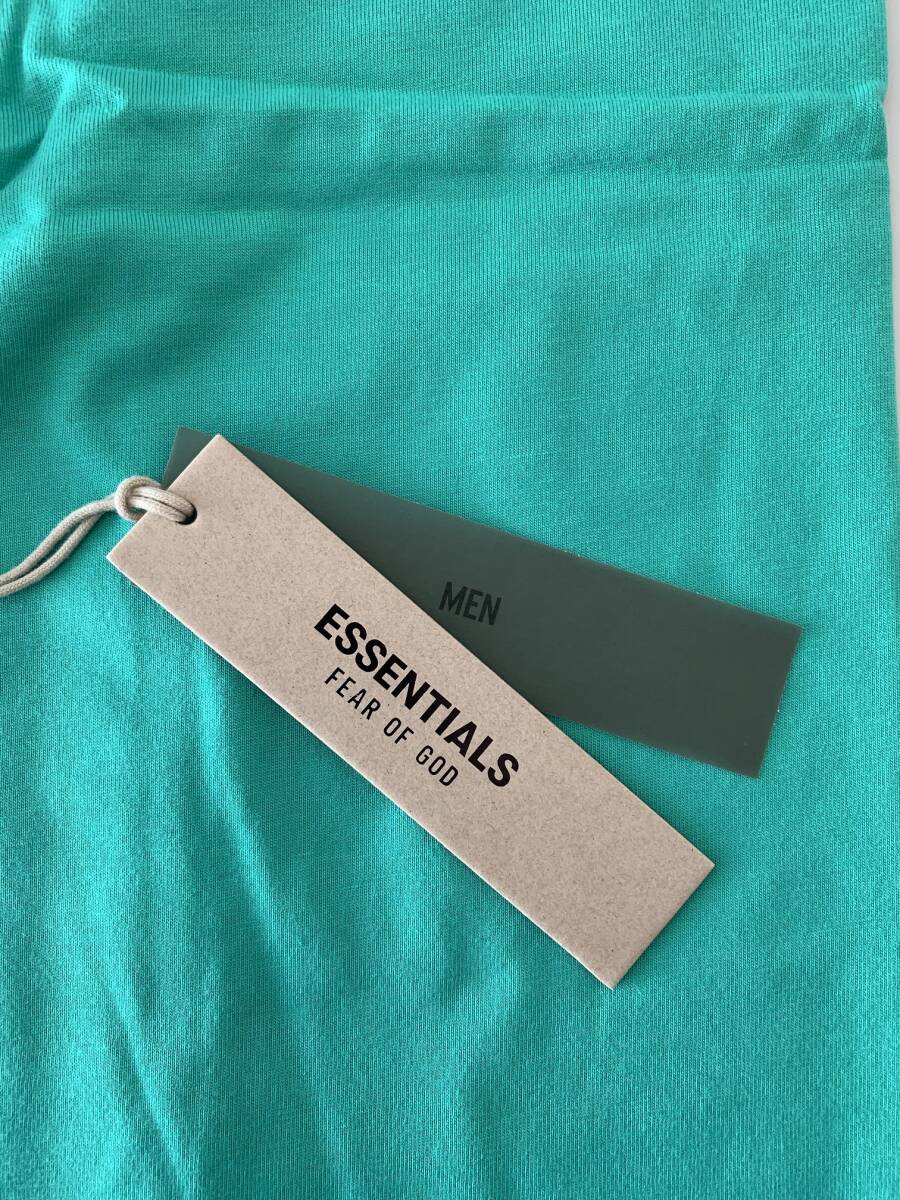 ESSENTIALS
FEAR OF GOD
MEN